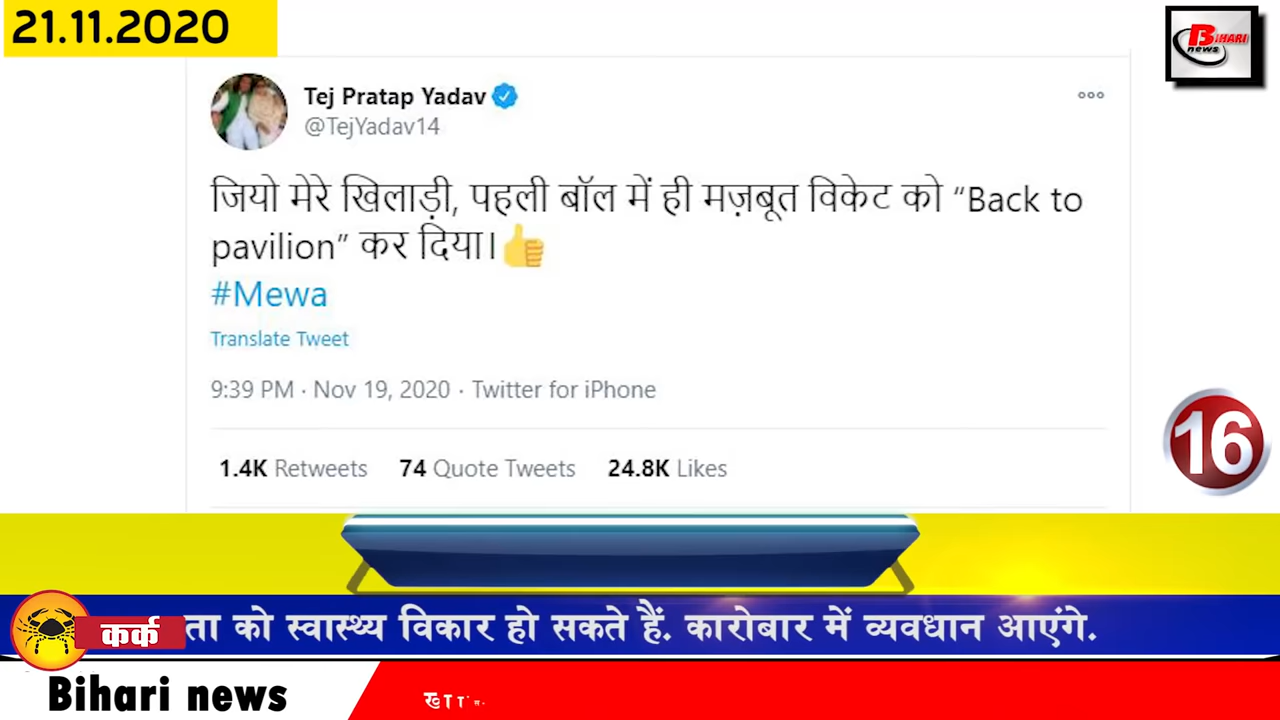 21.11.2020
BIHARI
news
Tej Pratap Yadav
@TejYadav14
जियो मेरे खिलाड़ी, पहली बॉल में ही मज़बूत विकेट को “Back to
pavilion” कर दिया।
#Mewa
Translate Tweet
9:39 PM · Nov 19, 2020 · Twitter for iPhone
1.4K Retweets 74 Quote Tweets 24.8K Likes
16
कर्क ता को स्वास्थ्य विकार हो सकते हैं. कारोबार में व्यवधान आएंगे.
Bihari news